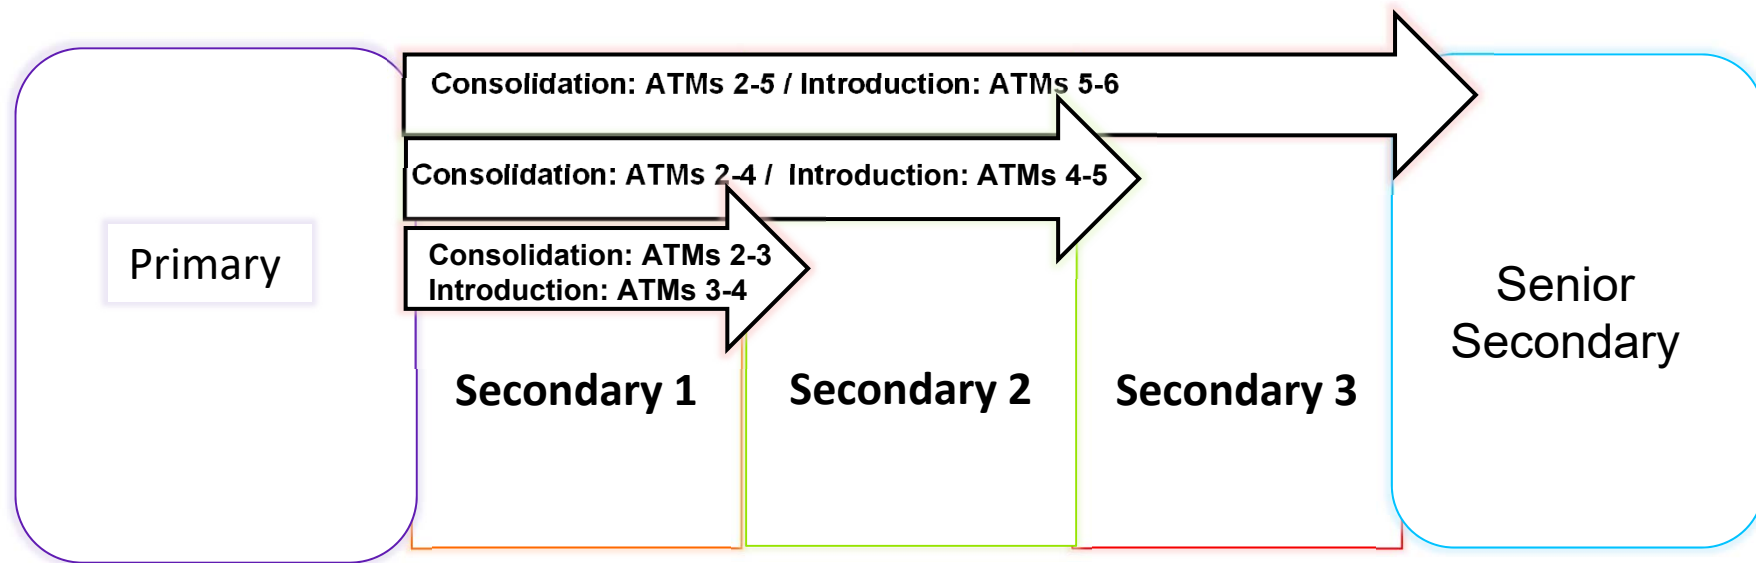 Consolidation: ATMs 2-5 / Introduction: ATMs 5-6
Consolidation: ATMs 2-4 / Introduction: ATMs 4-5
Consolidation: ATMs 2-3
Introduction: ATMs 3-4
Primary
Secondary 1
Secondary 2
Secondary 3
Senior
Secondary